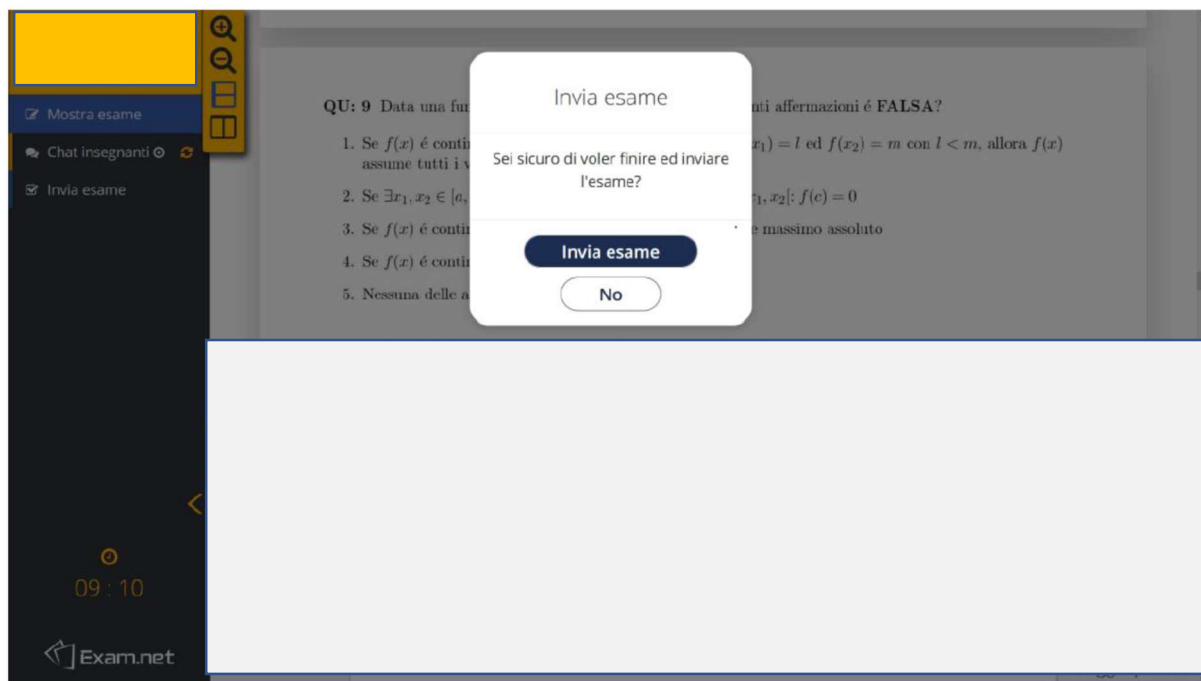 Mostra esame
Chat insegnanti
Invia esame
09 : 10
Exam.net
QU: 9 Data una fun
nti affermazioni é FALSA?
1. Se f(x) é conti
x₁) = l ed f(x₂) = m con l < m, allora f(x)
assume tutti i v
2. Se ∃x₁, x₂ ∈ [a,
x₁, x₂[: f(c) = 0
3. Se f(x) é conti
e massimo assoluto
4. Se f(x) é conti
5. Nessuna delle a
Invia esame
Sei sicuro di voler finire ed inviare
l'esame?
Invia esame
No